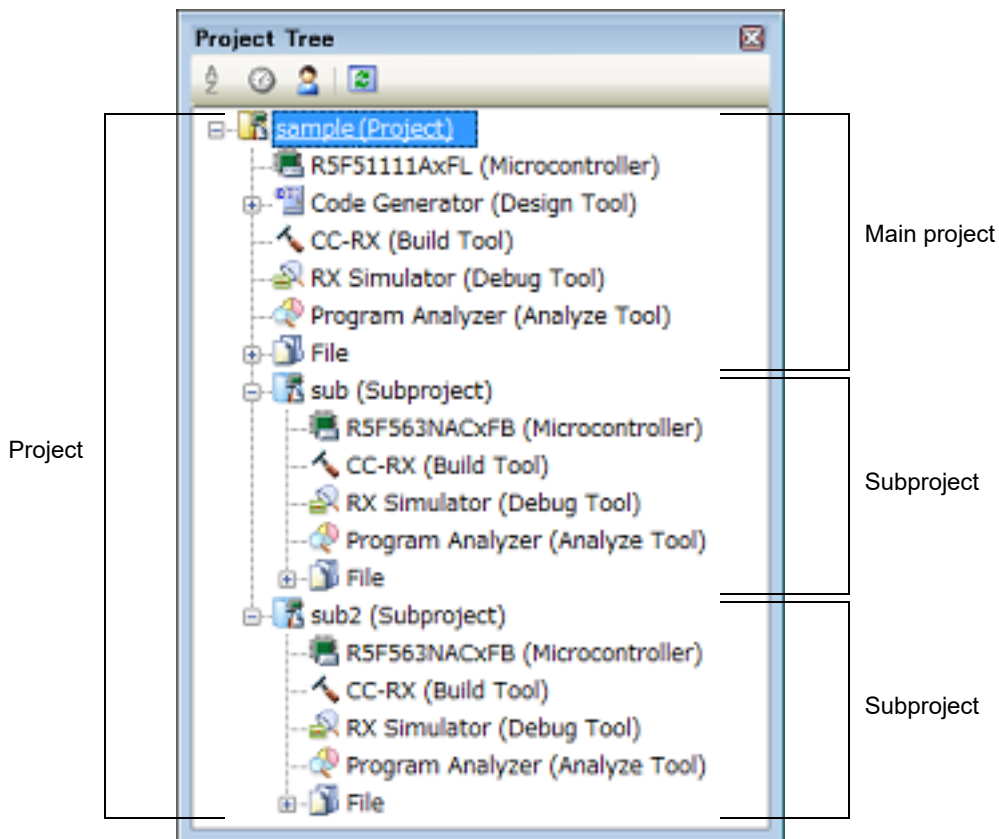 Project Tree
sample (Project)
R5F51111AxFL (Microcontroller)
Code Generator (Design Tool)
CC-RX (Build Tool)
RX Simulator (Debug Tool)
Program Analyzer (Analyze Tool)
File
Main project
sub (Subproject)
R5F563NACxFB (Microcontroller)
CC-RX (Build Tool)
RX Simulator (Debug Tool)
Program Analyzer (Analyze Tool)
File
Subproject
Project
sub2 (Subproject)
R5F563NACxFB (Microcontroller)
CC-RX (Build Tool)
RX Simulator (Debug Tool)
Program Analyzer (Analyze Tool)
File
Subproject